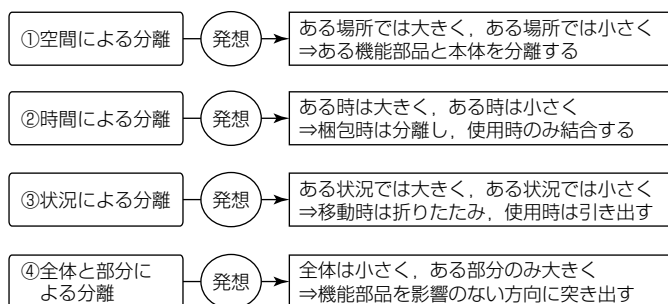 ①空間による分離
発想
ある場所では大きく，ある場所では小さく
⇒ある機能部品と本体を分離する
②時間による分離
発想
ある時は大きく，ある時は小さく
⇒梱包時は分離し，使用時のみ結合する
③状況による分離
発想
ある状況では大きく，ある状況では小さく
⇒移動時は折りたたみ，使用時は引き出す
④全体と部分に
よる分離
発想
全体は小さく，ある部分のみ大きく
⇒機能部品を影響のない方向に突き出す